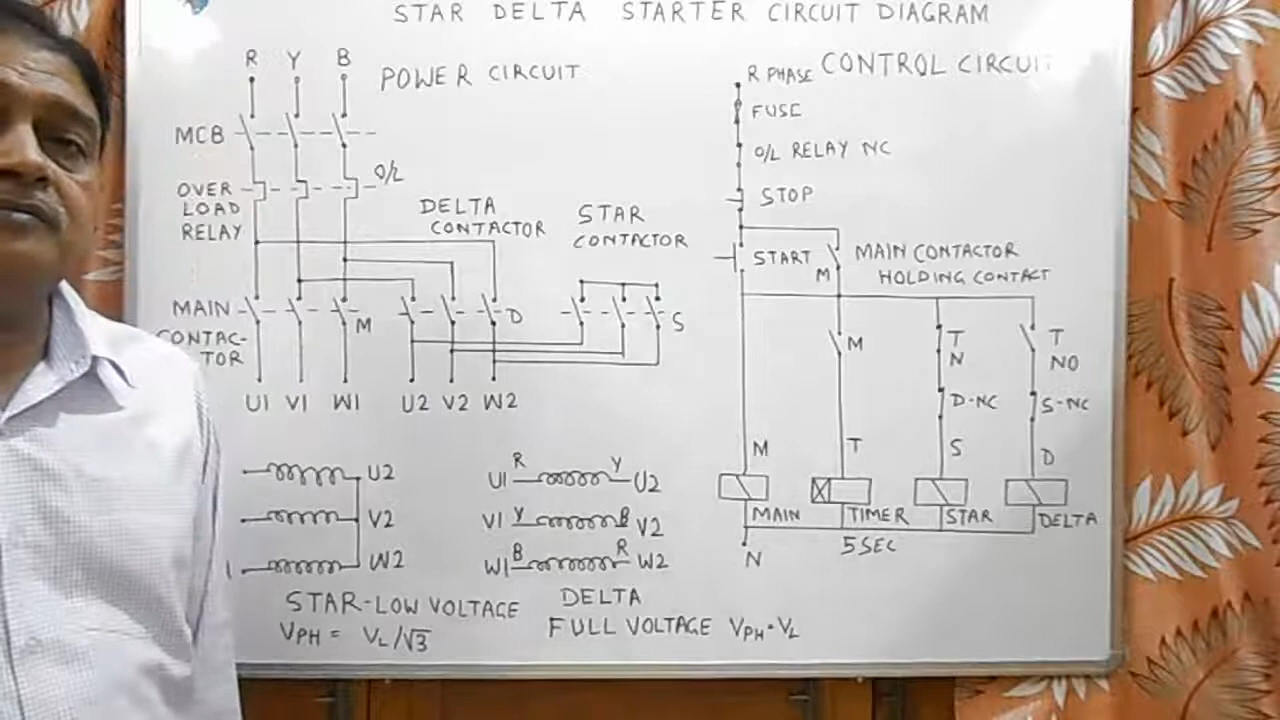 STAR DELTA STARTER CIRCUIT DIAGRAM
R Y B
POWER CIRCUIT
MCB
OVER
LOAD
RELAY
O/L
DELTA
CONTACTOR
STAR
CONTACTOR
MAIN
CONTAC-
TOR
M
D
S
U1 V1 W1 U2 V2 W2
U2
V2
W2
STAR-LOW VOLTAGE
VPH = VL/√3
U1 R Y U2
V1 Y B V2
W1 B R W2
DELTA
FULL VOLTAGE VPH=VL
CONTROL CIRCUIT
R PHASE
FUSE
O/L RELAY NC
STOP
START
M
MAIN CONTACTOR
HOLDING CONTACT
M
T
N
T
NO
D-NC
S-NC
M T S D
MAIN TIMER STAR DELTA
5SEC
N